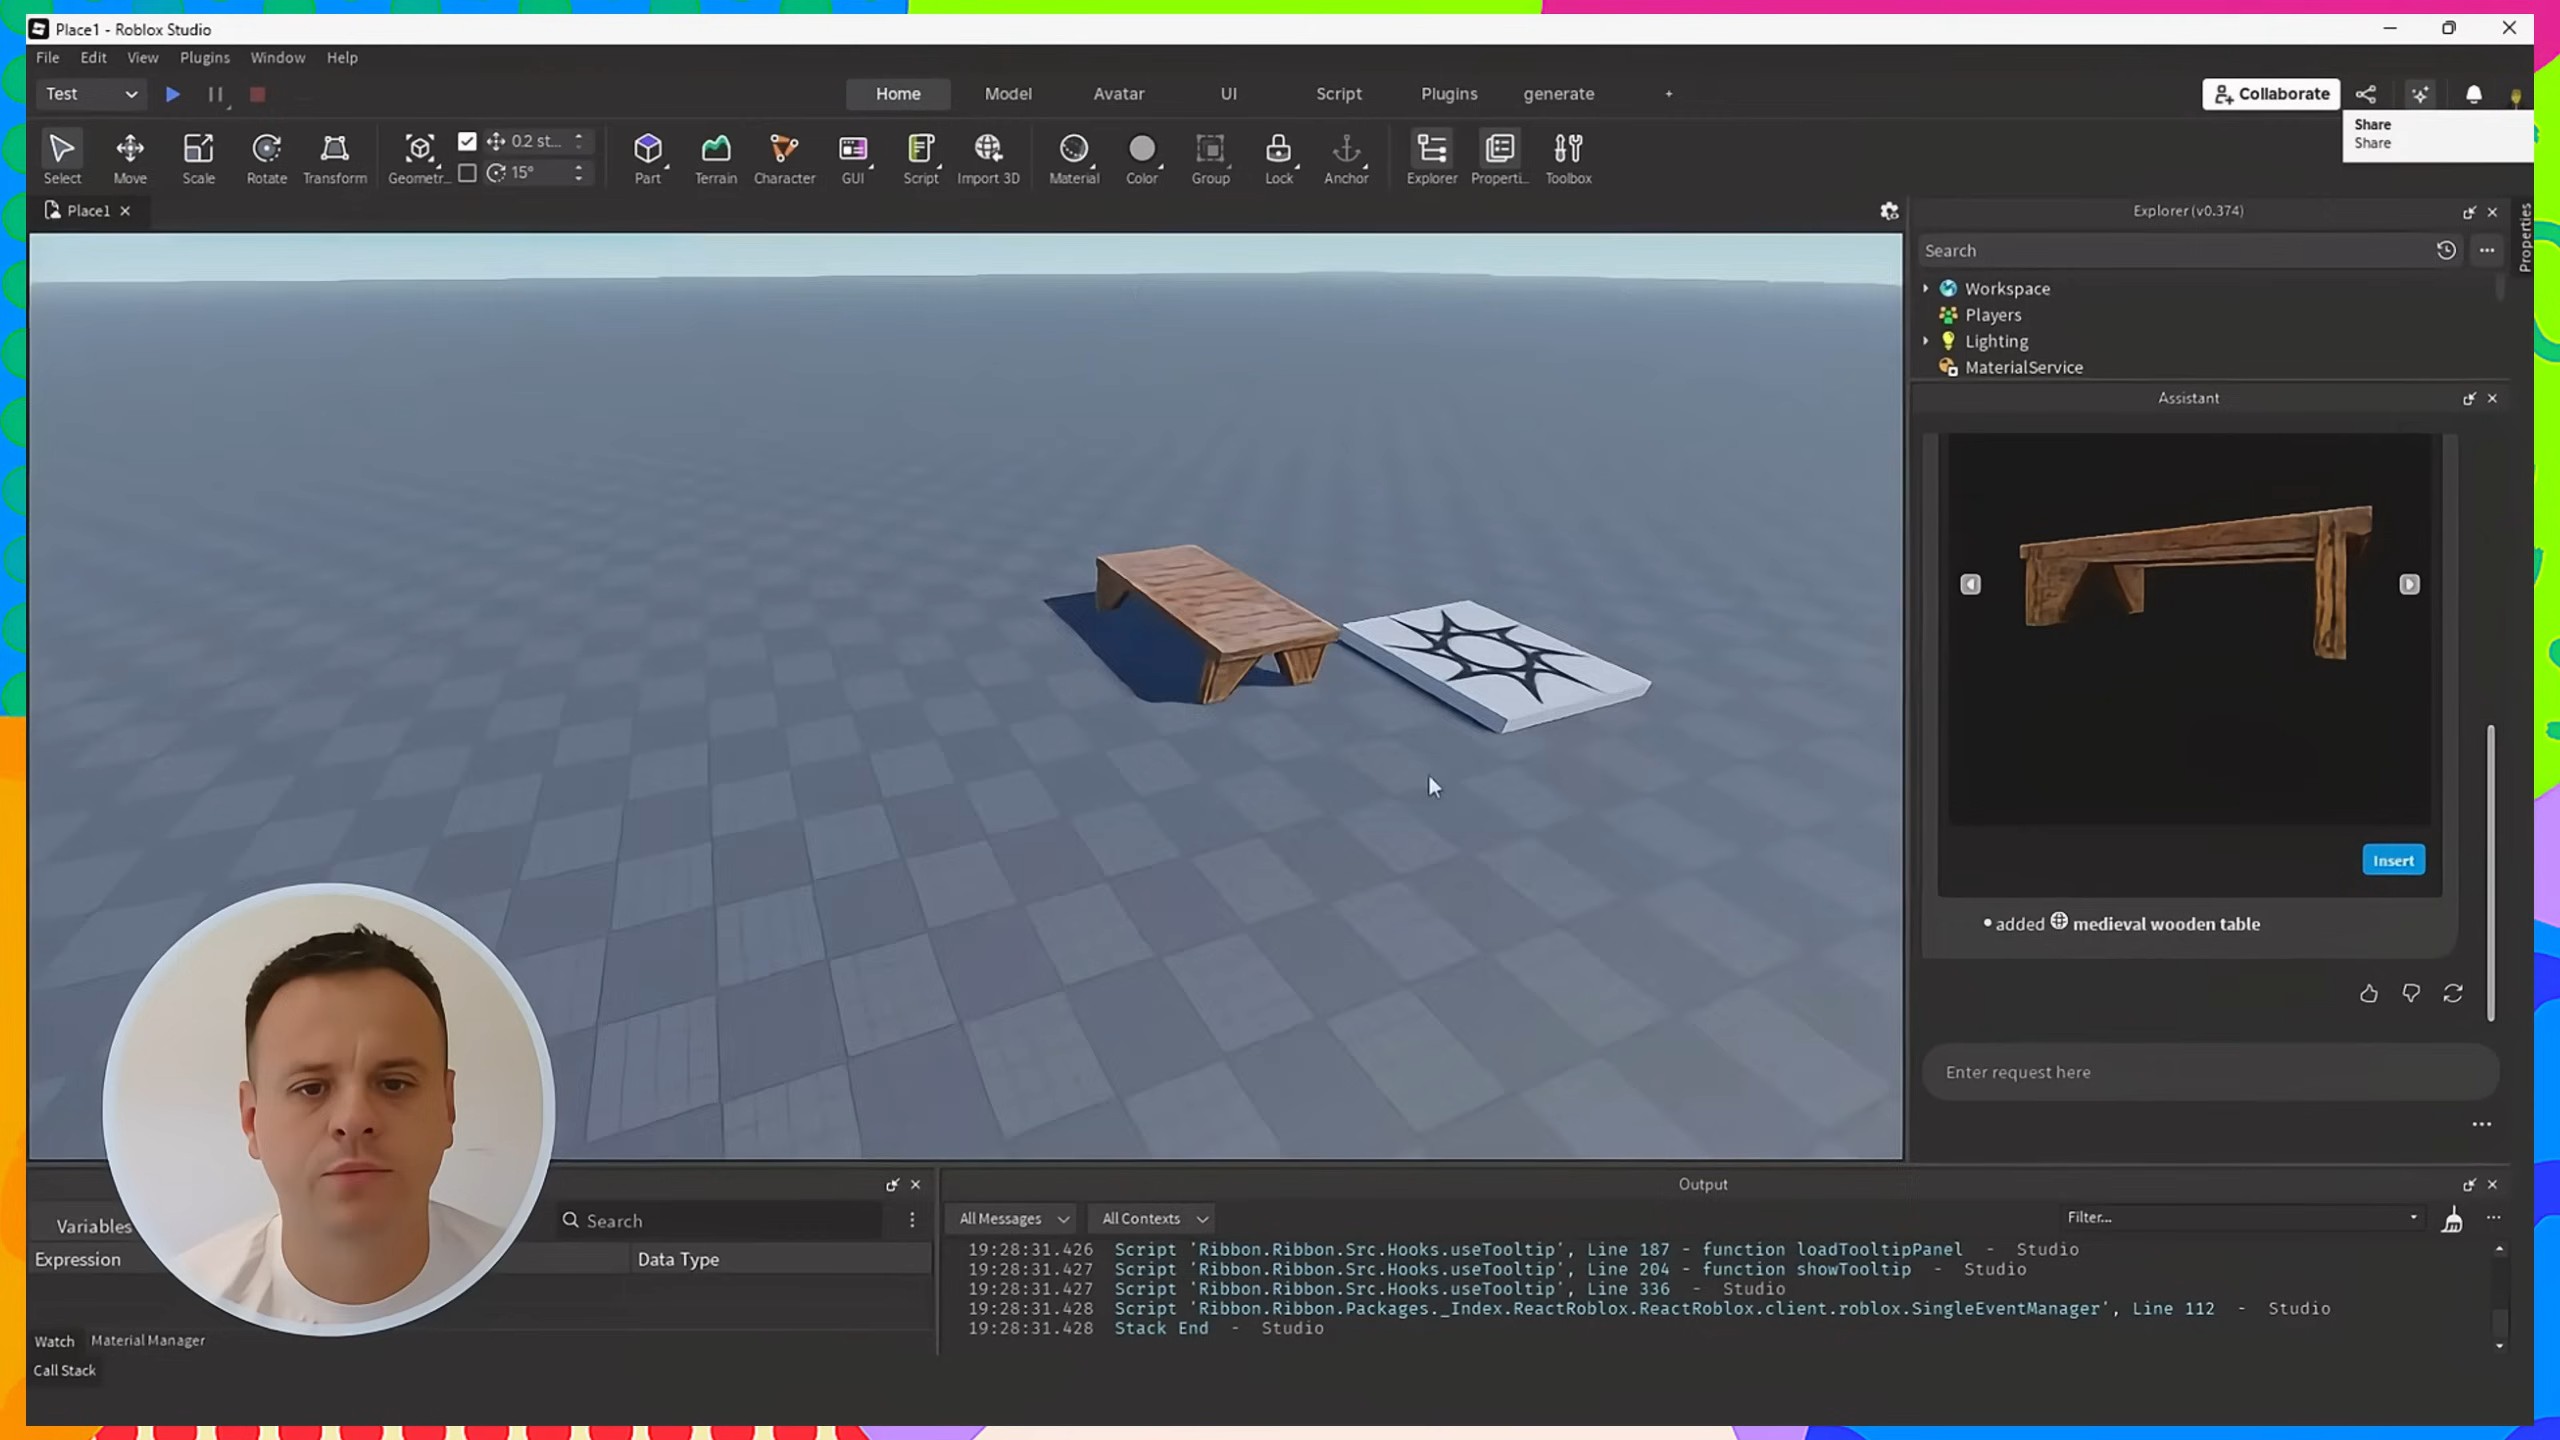 Place1 - Roblox Studio
File Edit View Plugins Window Help
Test
Home Model Avatar UI Script Plugins generate +
Collaborate
Share
Share
Select Move Scale Rotate Transform Geometr... 0.2 st... 15° Part Terrain Character GUI Script Import 3D Material Color Group Lock Anchor Explorer Properti... Toolbox
Place1
Explorer (v0.374)
Properties
Search
Workspace
Players
Lighting
MaterialService
Assistant
Insert
• added medieval wooden table
Enter request here
Output
Variables
Search
All Messages All Contexts
Filter...
Expression Data Type
19:28:31.426 Script 'Ribbon.Ribbon.Src.Hooks.useTooltip', Line 187 - function loadTooltipPanel - Studio
19:28:31.427 Script 'Ribbon.Ribbon.Src.Hooks.useTooltip', Line 204 - function showTooltip - Studio
19:28:31.427 Script 'Ribbon.Ribbon.Src.Hooks.useTooltip', Line 336 - Studio
19:28:31.428 Script 'Ribbon.Ribbon.Packages._Index.ReactRoblox.ReactRoblox.client.roblox.SingleEventManager', Line 112 - Studio
19:28:31.428 Stack End - Studio
Watch Material Manager
Call Stack